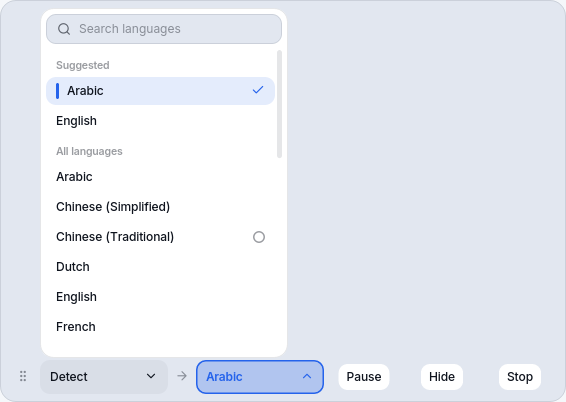 Search languages
Suggested
Arabic
English
All languages
Arabic
Chinese (Simplified)
Chinese (Traditional)
Dutch
English
French
Detect
Arabic
Pause
Hide
Stop